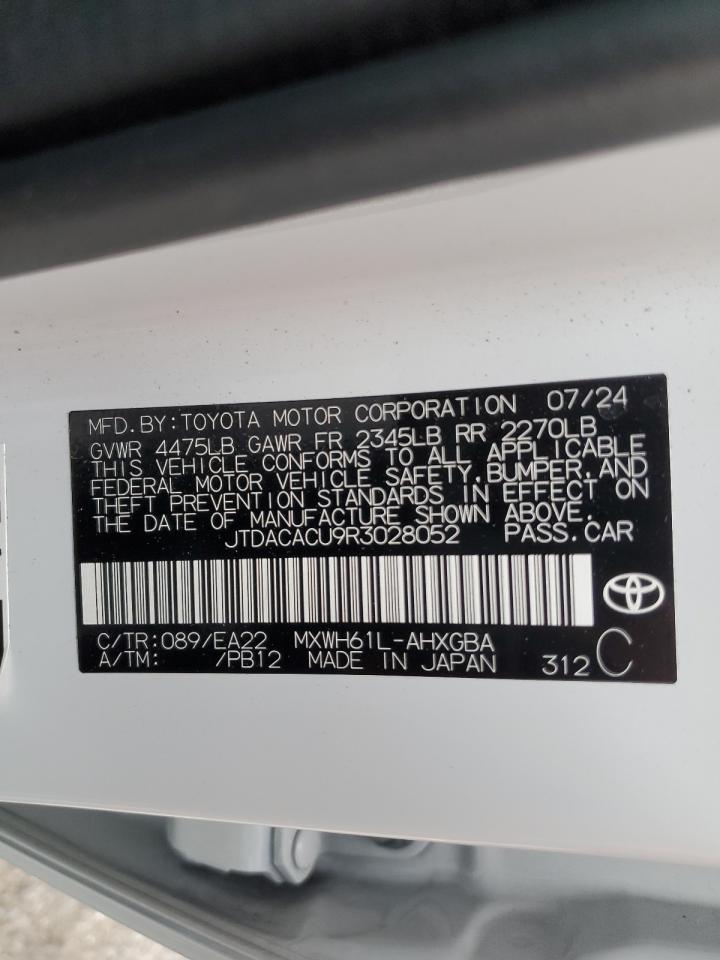 MFD.BY:TOYOTA MOTOR CORPORATION 07/24
GVWR 4475LB GAWR FR 2345LB RR 2270LB
THIS VEHICLE CONFORMS TO ALL APPLICABLE
FEDERAL MOTOR VEHICLE SAFETY,BUMPER,AND
THEFT PREVENTION STANDARDS IN EFFECT ON
THE DATE OF MANUFACTURE SHOWN ABOVE.
JTDACACU9R3028052 PASS.CAR
C/TR:089/EA22 MXWH61L-AHXGBA
A/TM: /PB12 MADE IN JAPAN 312 C